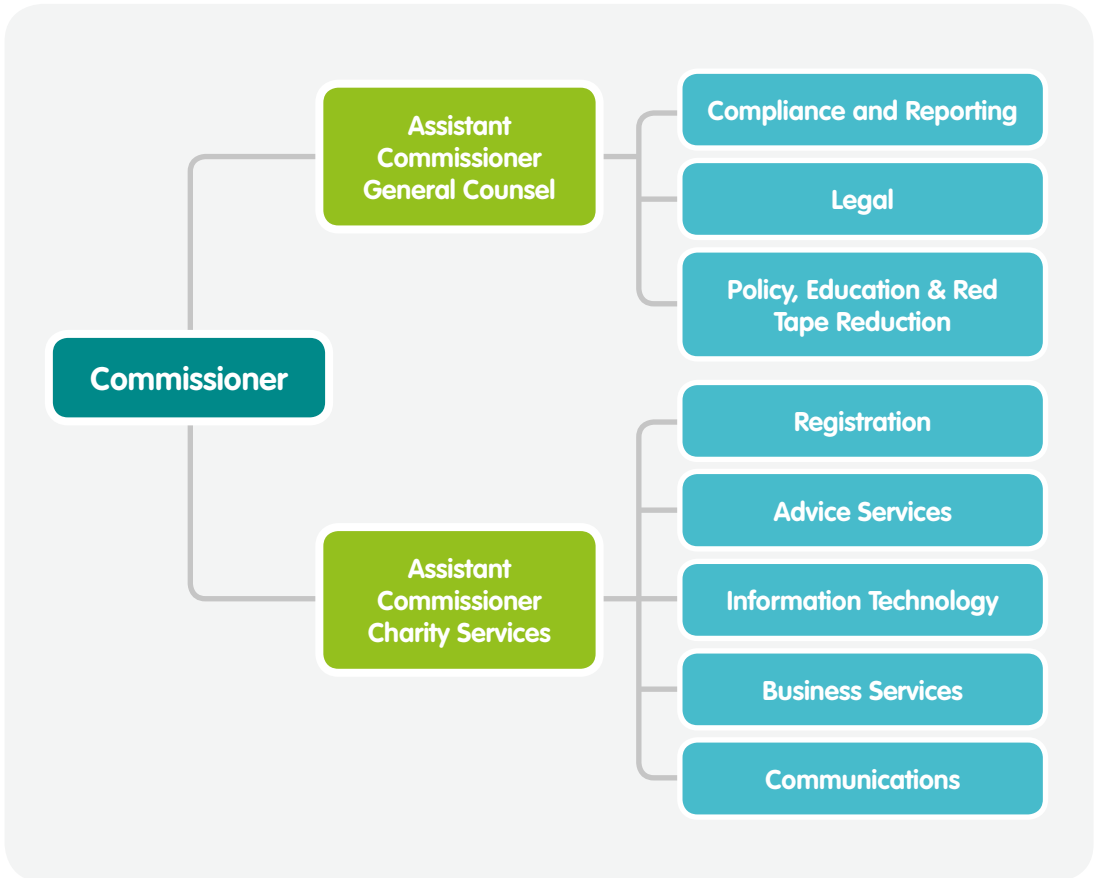 Commissioner
Assistant
Commissioner
General Counsel
Compliance and Reporting
Legal
Policy, Education & Red
Tape Reduction
Assistant
Commissioner
Charity Services
Registration
Advice Services
Information Technology
Business Services
Communications